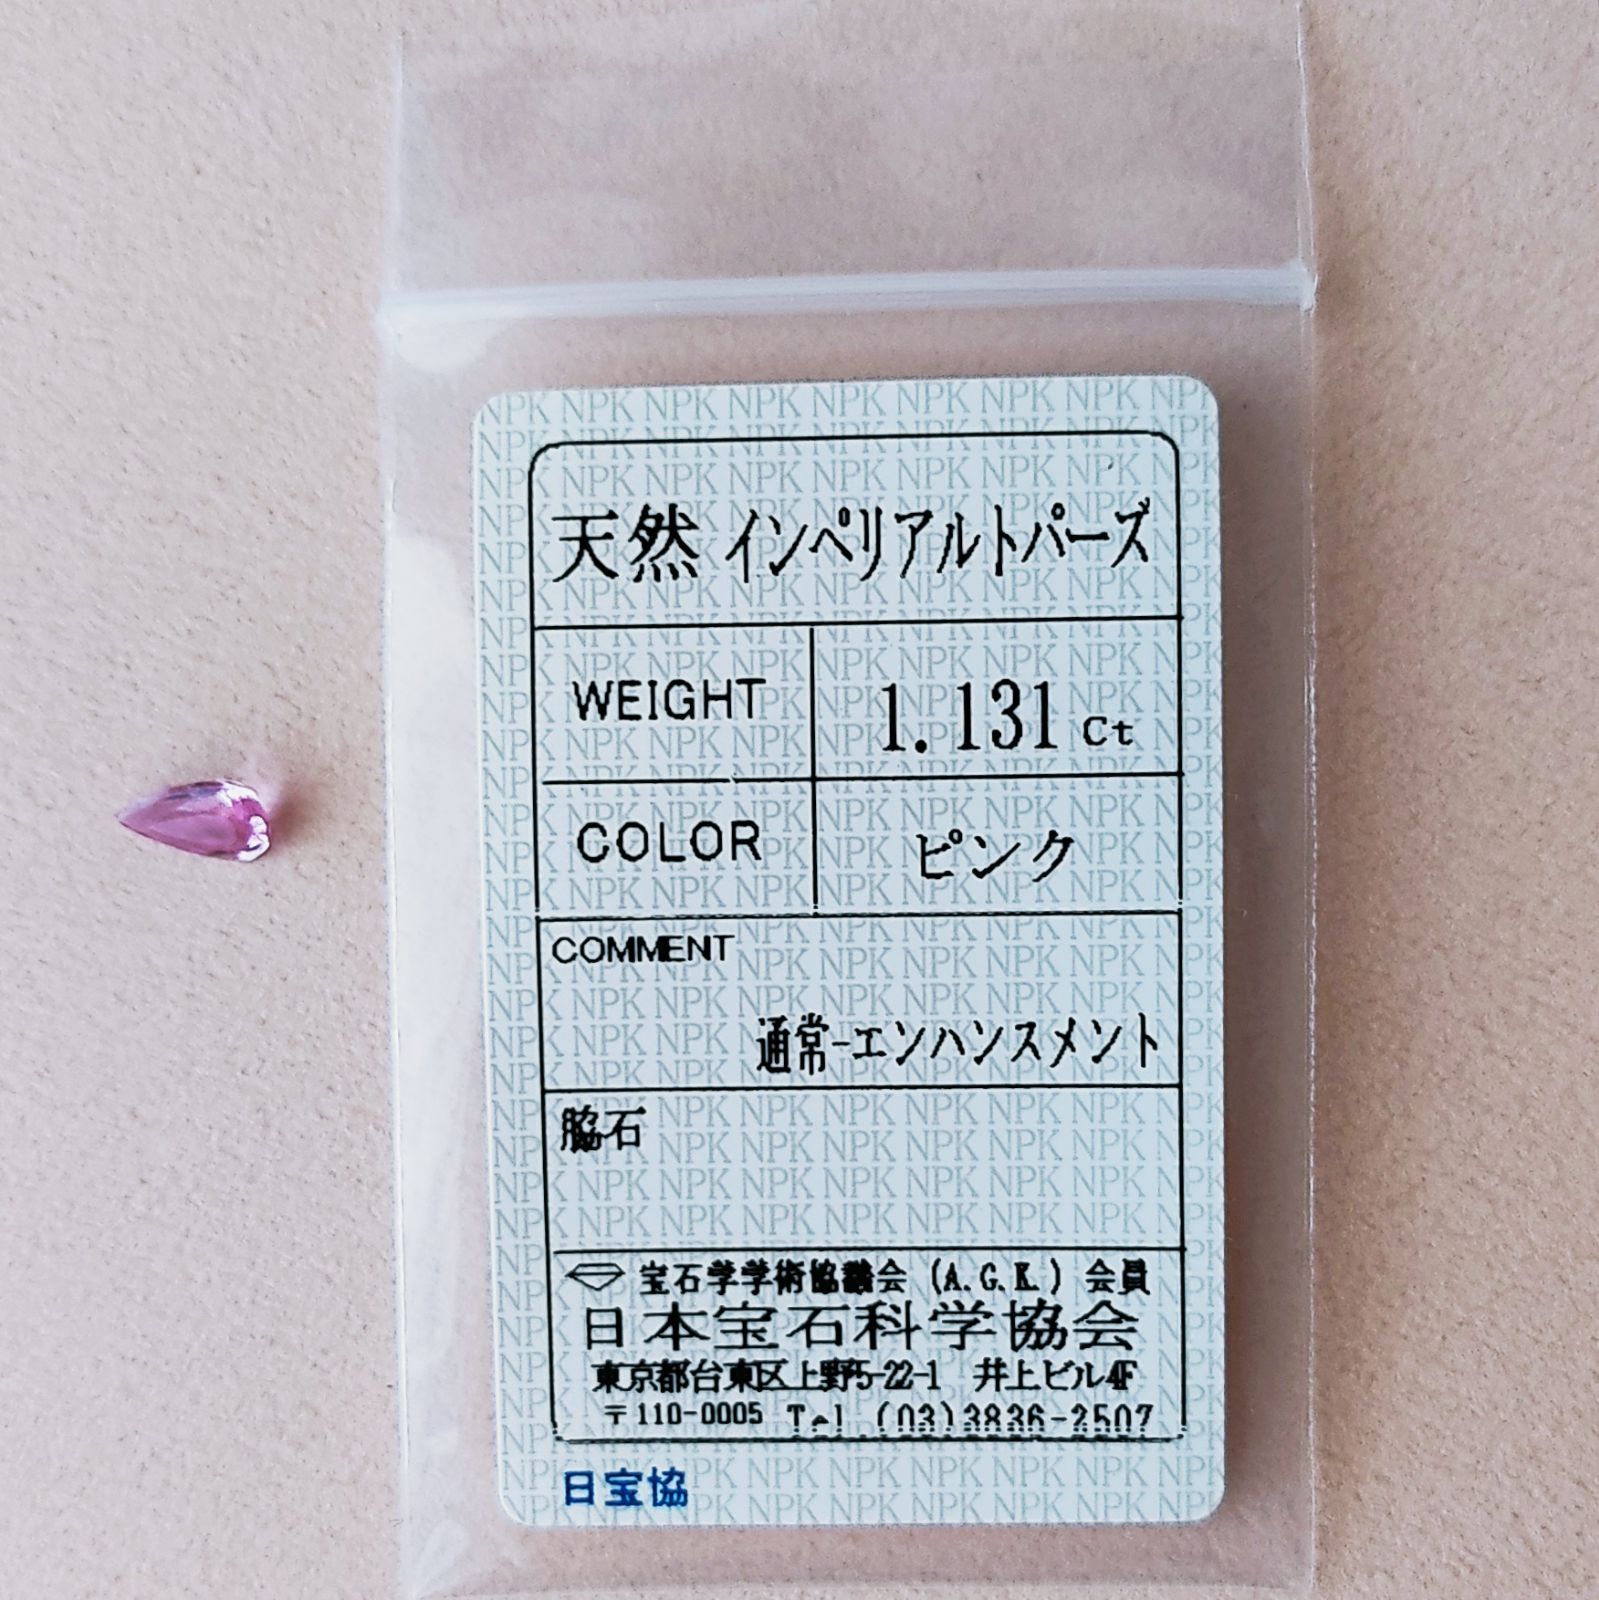 天然 インペリアルトパーズ
WEIGHT 1.131 ct
COLOR ピンク
COMMENT
通常-エンハンスメント
脇石
宝石学学術協議会 (A.G.K.) 会員
日本宝石科学協会
東京都台東区上野5-22-1 井上ビル4F
〒110-0005 Tel (03)3836-2507
日宝協